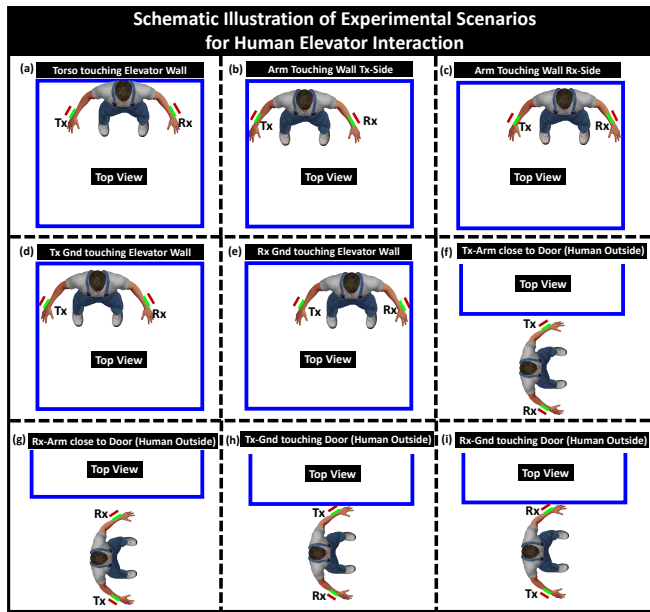 Schematic Illustration of Experimental Scenarios
for Human Elevator Interaction
(a) Torso touching Elevator Wall
Tx
Rx
Top View
(b) Arm Touching Wall Tx-Side
Tx
Rx
Top View
(c) Arm Touching Wall Rx-Side
Tx
Rx
Top View
(d) Tx Gnd touching Elevator Wall
Tx
Rx
Top View
(e) Rx Gnd touching Elevator Wall
Tx
Rx
Top View
(f) Tx-Arm close to Door (Human Outside)
Top View
Tx
Rx
(g) Rx-Arm close to Door (Human Outside)
Top View
Rx
Tx
(h) Tx-Gnd touching Door (Human Outside)
Top View
Tx
Rx
(i) Rx-Gnd touching Door (Human Outside)
Top View
Rx
Tx